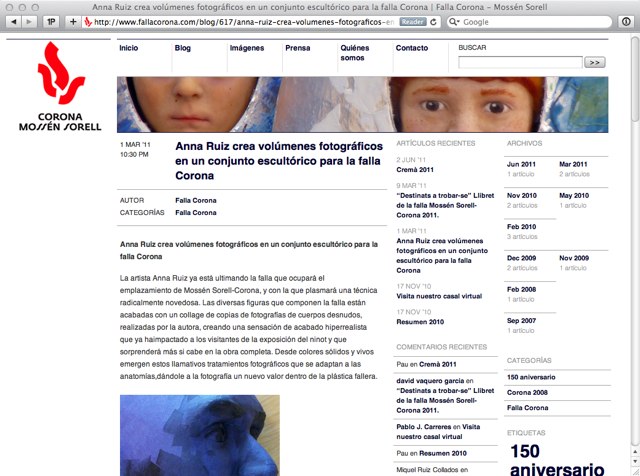 Anna Ruiz crea volúmenes fotográficos en un conjunto escultórico para la falla Corona | Falla Corona – Mossén Sorell
1P
http://www.fallacorona.com/blog/617/anna-ruiz-crea-volumenes-fotograficos-en
Reader
Google
CORONA
MOSSÉN SORELL
Inicio
Blog
Imágenes
Prensa
Quiénes
somos
Contacto
BUSCAR
>>
1 MAR '11
10:30 PM
Anna Ruiz crea volúmenes fotográficos
en un conjunto escultórico para la falla
Corona
AUTOR Falla Corona
CATEGORÍAS Falla Corona
Anna Ruiz crea volúmenes fotográficos en un conjunto escultórico para la
falla Corona
La artista Anna Ruiz ya está ultimando la falla que ocupará el
emplazamiento de Mossén Sorell-Corona, y con la que plasmará una técnica
radicalmente novedosa. Las diversas figuras que componen la falla están
acabadas con un collage de copias de fotografías de cuerpos desnudos,
realizadas por la autora, creando una sensación de acabado hiperrealista
que ya haimpactado a los visitantes de la exposición del ninot y que
sorprenderá más si cabe en la obra completa. Desde colores sólidos y vivos
emergen estos llamativos tratamientos fotográficos que se adaptan a las
anatomías,dándole a la fotografía un nuevo valor dentro de la plástica fallera.
ARTÍCULOS RECIENTES
2 JUN '11
Cremà 2011
9 MAR '11
“Destinats a trobar-se” Llibret
de la falla Mossén Sorell-
Corona 2011.
1 MAR '11
Anna Ruiz crea volúmenes
fotográficos en un conjunto
escultórico para la falla
Corona
17 NOV '10
Visita nuestro casal virtual
17 NOV '10
Resumen 2010
COMENTARIOS RECIENTES
Pau en Cremà 2011
david vaquero garcia en
“Destinats a trobar-se” Llibret
de la falla Mossén Sorell-
Corona 2011.
Pablo J. Carreres en Visita
nuestro casal virtual
Pau en Resumen 2010
Miquel Ruiz Collados en
ARCHIVOS
Jun 2011
1 artículo
Mar 2011
2 artículos
Nov 2010
2 artículos
May 2010
1 artículo
Feb 2010
3 artículos
Dec 2009
2 artículos
Nov 2009
1 artículo
Feb 2008
1 artículo
Sep 2007
1 artículo
CATEGORÍAS
150 aniversario
Corona 2008
Falla Corona
ETIQUETAS
150
aniversario